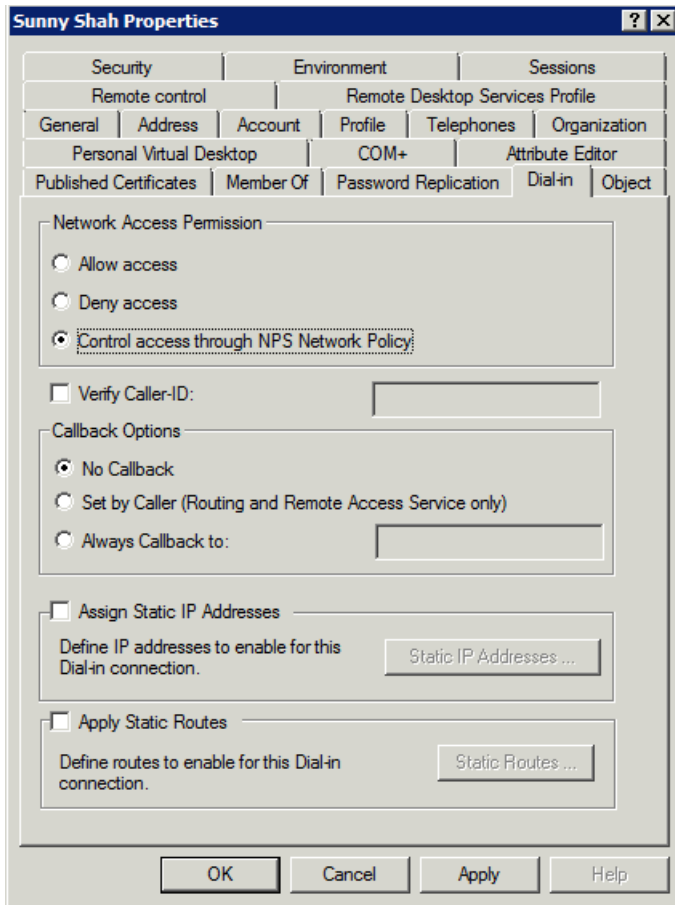 Sunny Shah Properties
Security Environment Sessions
Remote control Remote Desktop Services Profile
General Address Account Profile Telephones Organization
Personal Virtual Desktop COM+ Attribute Editor
Published Certificates Member Of Password Replication Dial-in Object
Network Access Permission
Allow access
Deny access
Control access through NPS Network Policy
Verify Caller-ID:
Callback Options
No Callback
Set by Caller (Routing and Remote Access Service only)
Always Callback to:
Assign Static IP Addresses
Define IP addresses to enable for this
Dial-in connection.
Static IP Addresses ...
Apply Static Routes
Define routes to enable for this Dial-in
connection.
Static Routes ...
OK Cancel Apply Help